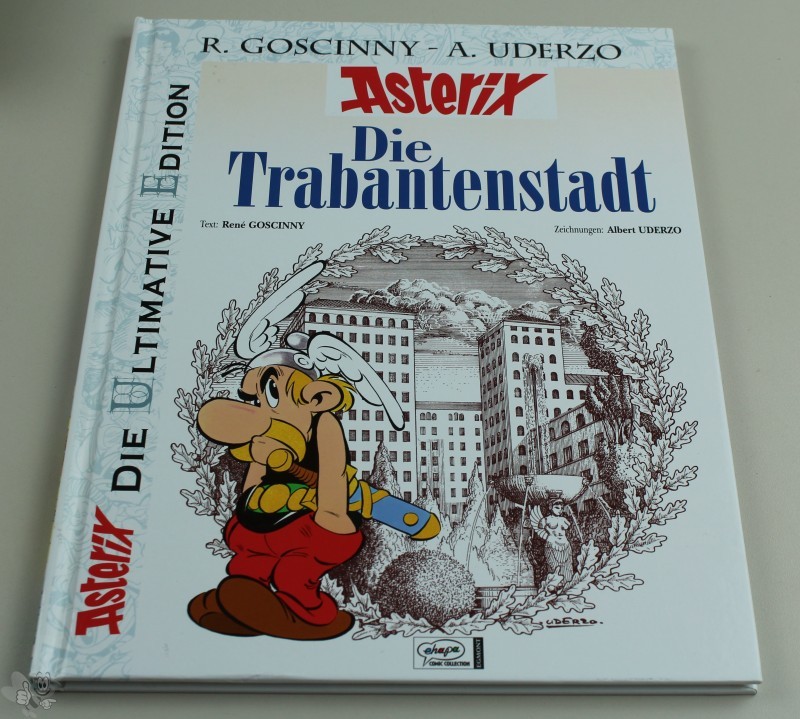 R. GOSCINNY - A. UDERZO
Asterix
Die
Trabantenstadt
Text: René GOSCINNY
Zeichnungen: Albert UDERZO
Asterix DIE ULTIMATIVE EDITION
UDERZO.
ehapa
COMIC COLLECTION
EGMONT